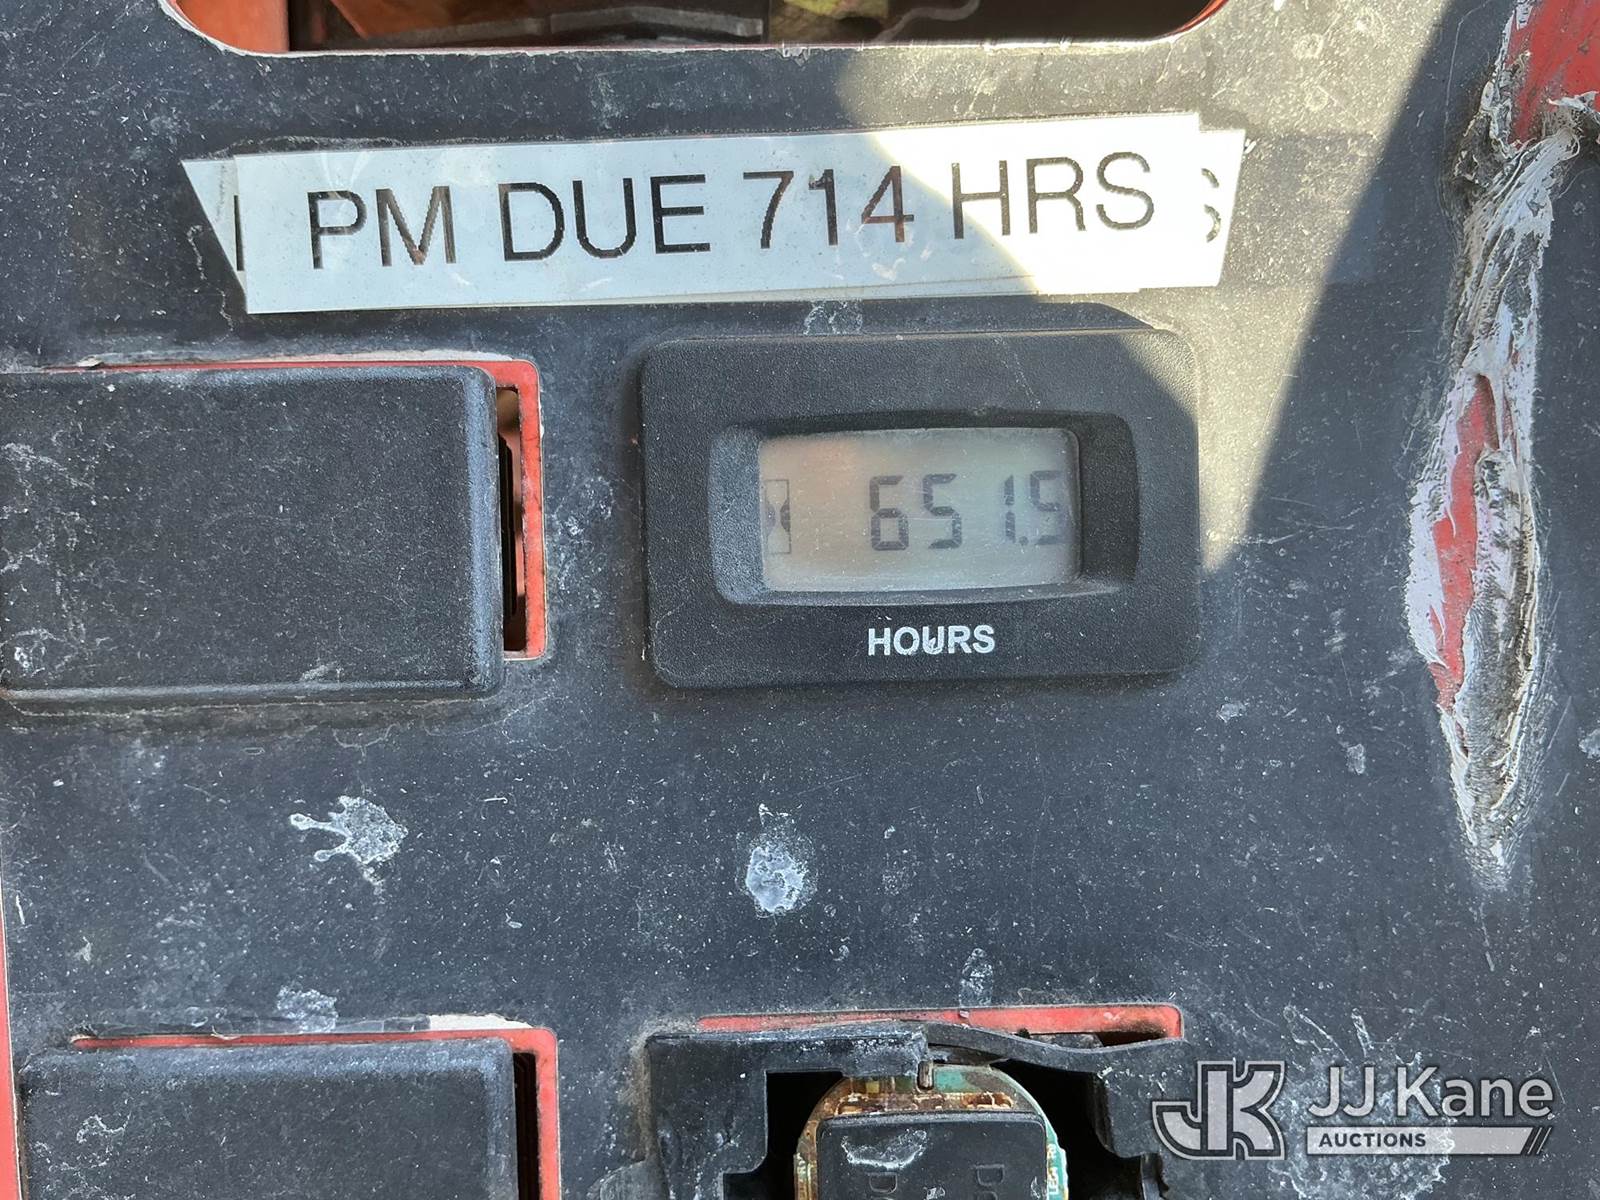 PM DUE 714 HRS
651.5
HOURS
JJ Kane
AUCTIONS